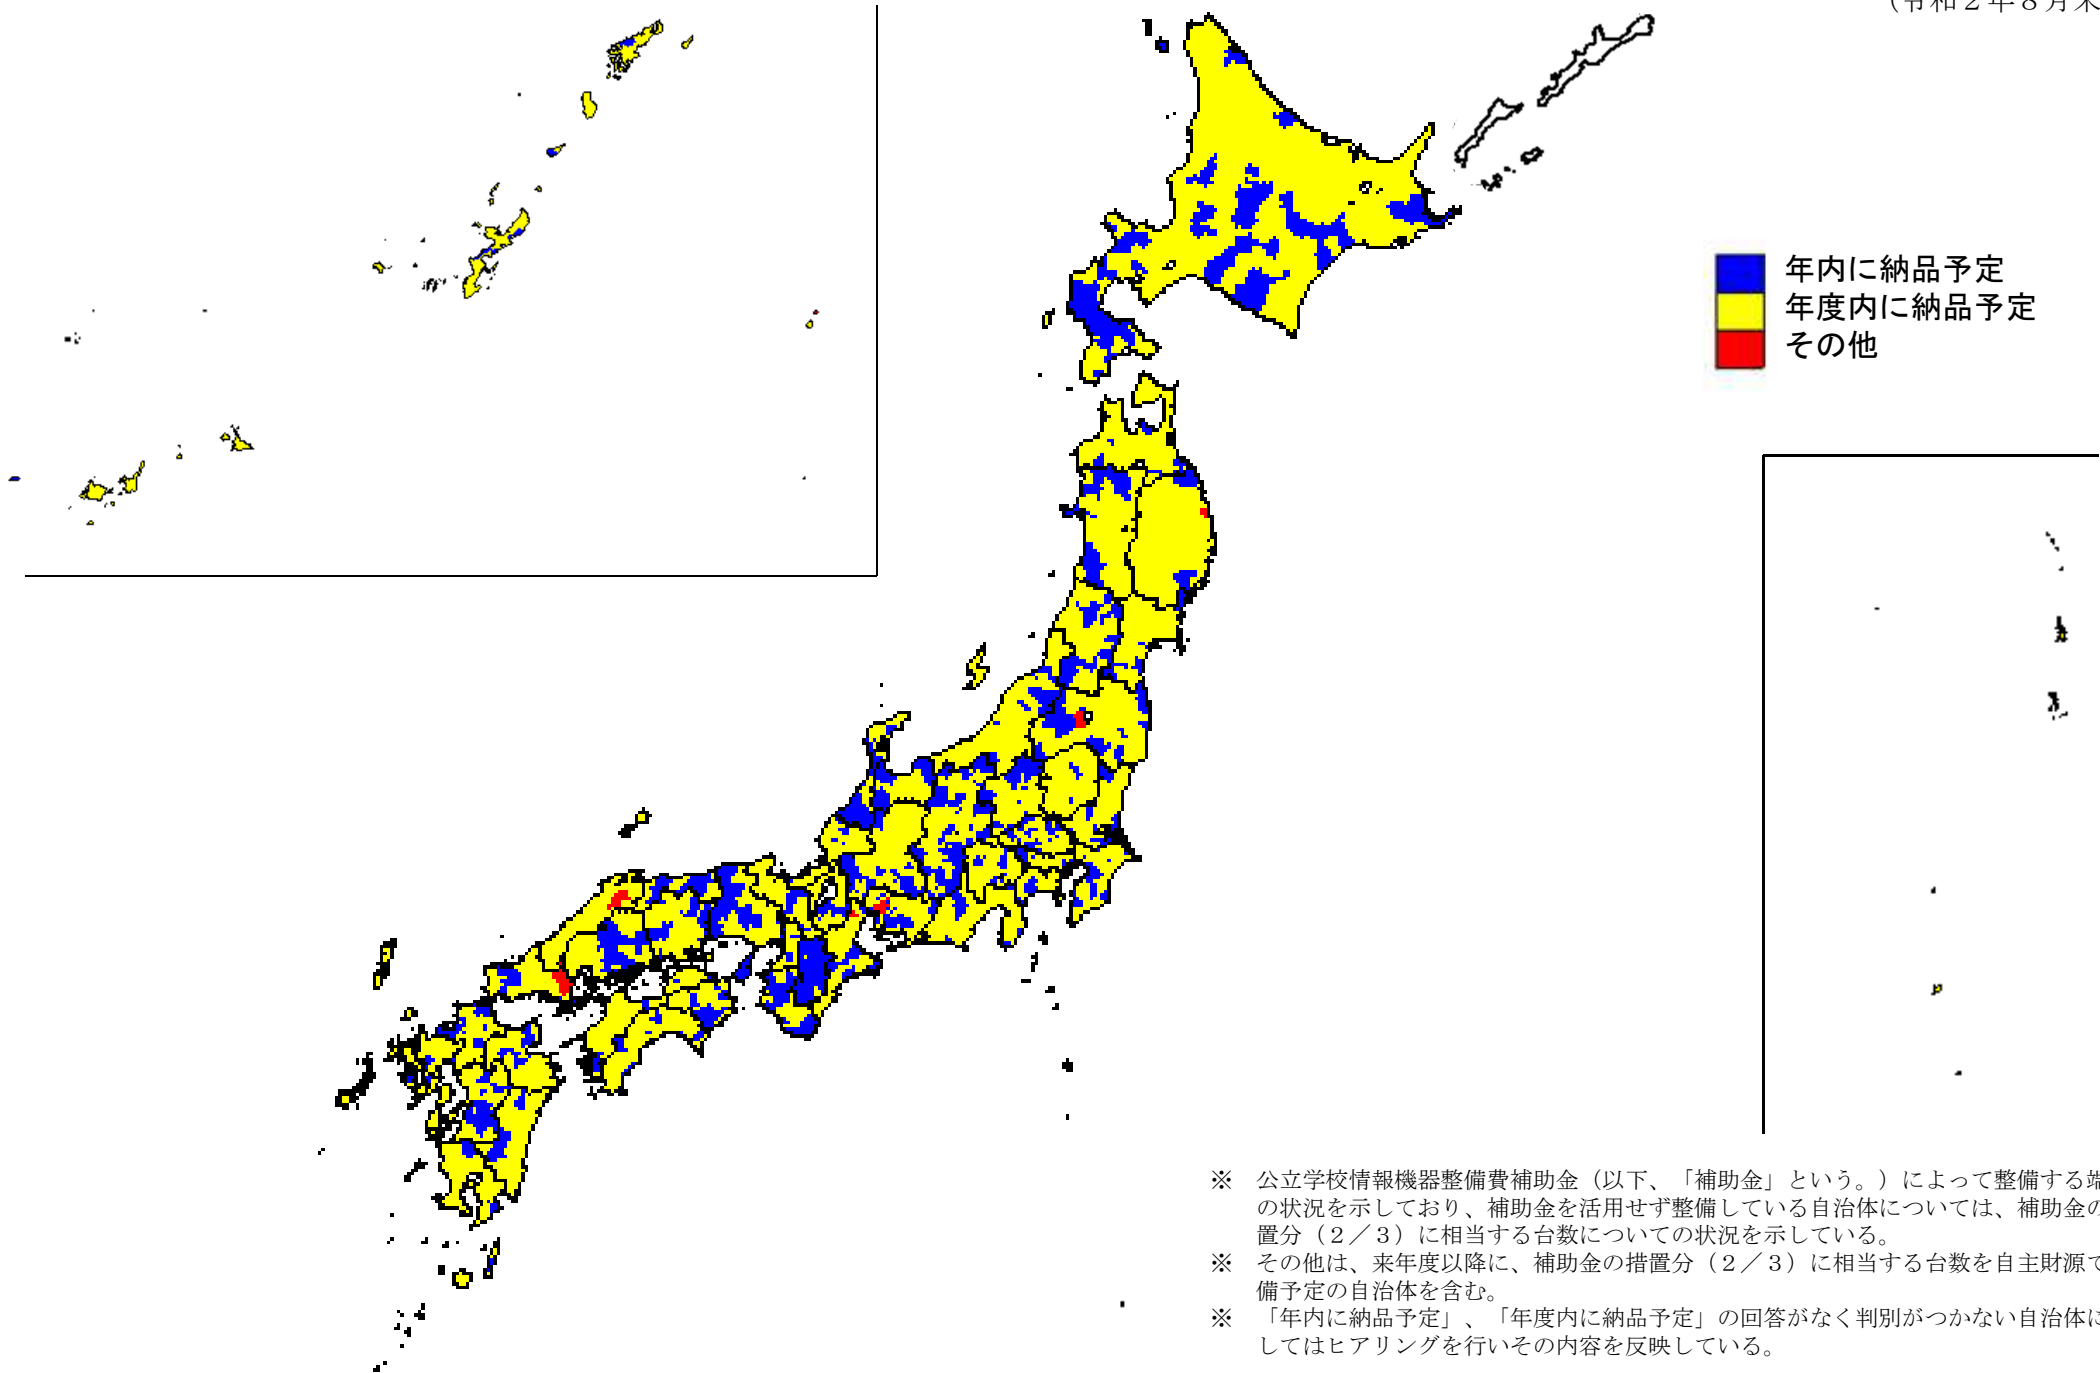 （令和２年８月末
年内に納品予定
年度内に納品予定
その他
※　公立学校情報機器整備費補助金（以下、「補助金」という。）によって整備する端
の状況を示しており、補助金を活用せず整備している自治体については、補助金の
置分（２／３）に相当する台数についての状況を示している。
※　その他は、来年度以降に、補助金の措置分（２／３）に相当する台数を自主財源で
備予定の自治体を含む。
※　「年内に納品予定」、「年度内に納品予定」の回答がなく判別がつかない自治体に
してはヒアリングを行いその内容を反映している。